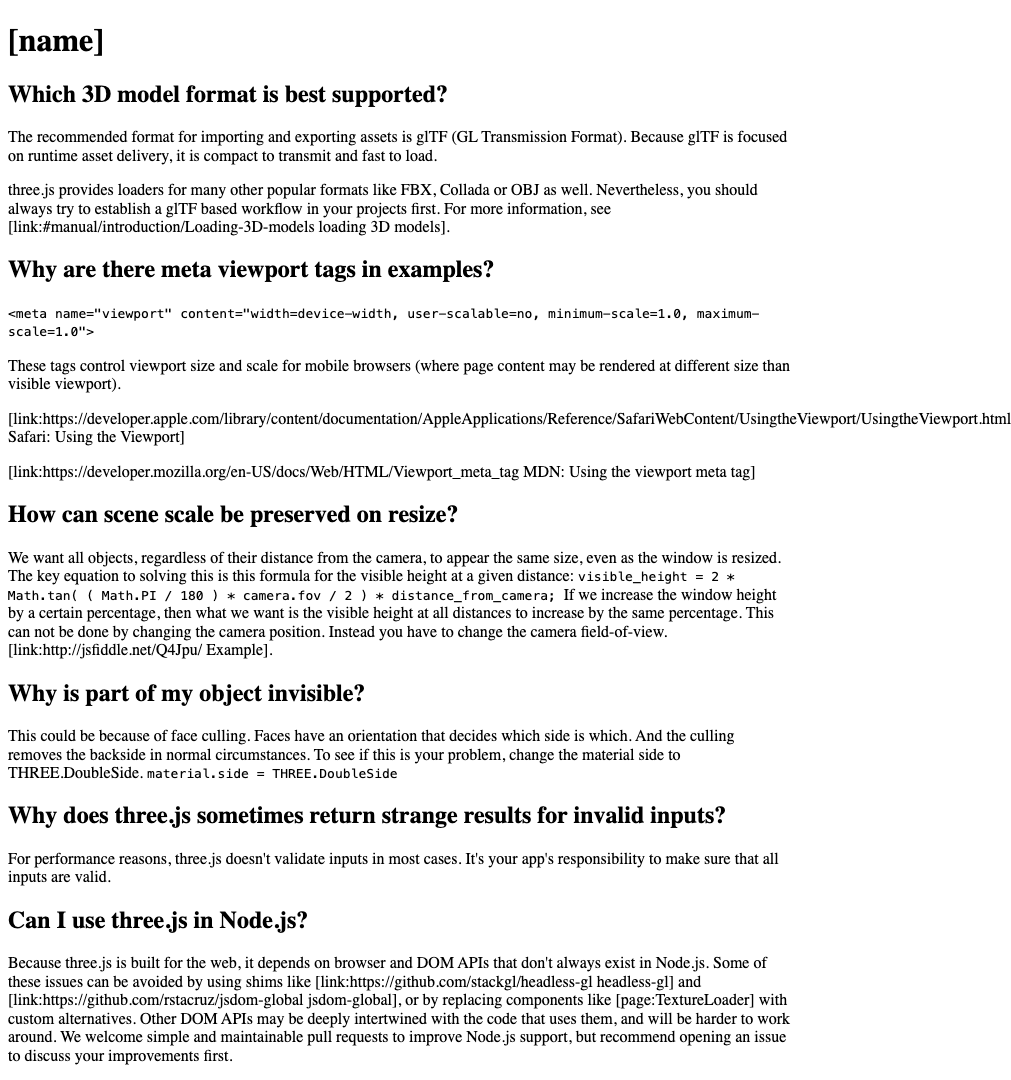 [name]
Which 3D model format is best supported?
The recommended format for importing and exporting assets is glTF (GL Transmission Format). Because glTF is focused
on runtime asset delivery, it is compact to transmit and fast to load.
three.js provides loaders for many other popular formats like FBX, Collada or OBJ as well. Nevertheless, you should
always try to establish a glTF based workflow in your projects first. For more information, see
[link:#manual/introduction/Loading-3D-models loading 3D models].
Why are there meta viewport tags in examples?
<meta name="viewport" content="width=device-width, user-scalable=no, minimum-scale=1.0, maximum-
scale=1.0">
These tags control viewport size and scale for mobile browsers (where page content may be rendered at different size than
visible viewport).
[link:https://developer.apple.com/library/content/documentation/AppleApplications/Reference/SafariWebContent/UsingtheViewport/UsingtheViewport.html
Safari: Using the Viewport]
[link:https://developer.mozilla.org/en-US/docs/Web/HTML/Viewport_meta_tag MDN: Using the viewport meta tag]
How can scene scale be preserved on resize?
We want all objects, regardless of their distance from the camera, to appear the same size, even as the window is resized.
The key equation to solving this is this formula for the visible height at a given distance: visible_height = 2 *
Math.tan( ( Math.PI / 180 ) * camera.fov / 2 ) * distance_from_camera; If we increase the window height
by a certain percentage, then what we want is the visible height at all distances to increase by the same percentage. This
can not be done by changing the camera position. Instead you have to change the camera field-of-view.
[link:http://jsfiddle.net/Q4Jpu/ Example].
Why is part of my object invisible?
This could be because of face culling. Faces have an orientation that decides which side is which. And the culling
removes the backside in normal circumstances. To see if this is your problem, change the material side to
THREE.DoubleSide. material.side = THREE.DoubleSide
Why does three.js sometimes return strange results for invalid inputs?
For performance reasons, three.js doesn't validate inputs in most cases. It's your app's responsibility to make sure that all
inputs are valid.
Can I use three.js in Node.js?
Because three.js is built for the web, it depends on browser and DOM APIs that don't always exist in Node.js. Some of
these issues can be avoided by using shims like [link:https://github.com/stackgl/headless-gl headless-gl] and
[link:https://github.com/rstacruz/jsdom-global jsdom-global], or by replacing components like [page:TextureLoader] with
custom alternatives. Other DOM APIs may be deeply intertwined with the code that uses them, and will be harder to work
around. We welcome simple and maintainable pull requests to improve Node.js support, but recommend opening an issue
to discuss your improvements first.